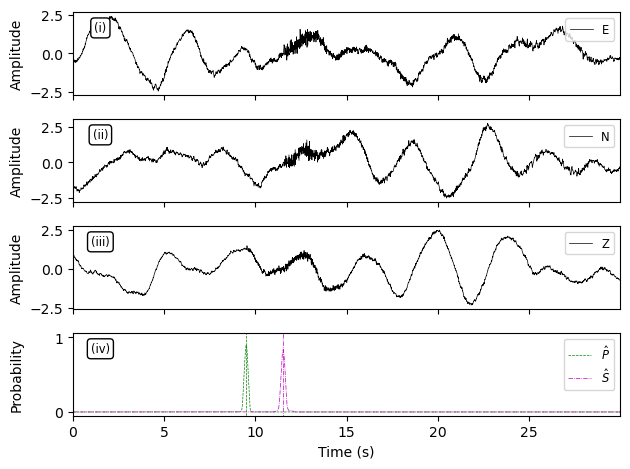 2.5
(i)
E
0.0
Amplitude
−2.5
2.5
(ii)
N
0.0
Amplitude
−2.5
2.5
(iii)
Z
0.0
Amplitude
−2.5
1
(iv)
P̂
Ŝ
Probability
0
0 5 10 15 20 25
Time (s)